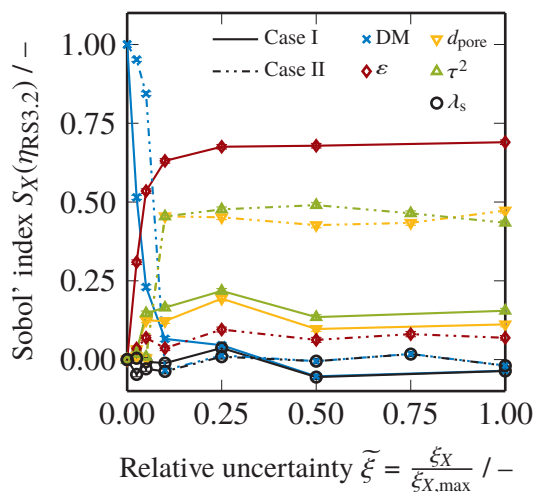 1.00
0.75
0.50
0.25
0.00
Sobol' index S_X(η_RS3.2) / −
Case I
Case II
DM
ε
d_pore
τ²
λ_s
0.00 0.25 0.50 0.75 1.00
Relative uncertainty ξ̃ = ξ_X / ξ_X,max / −